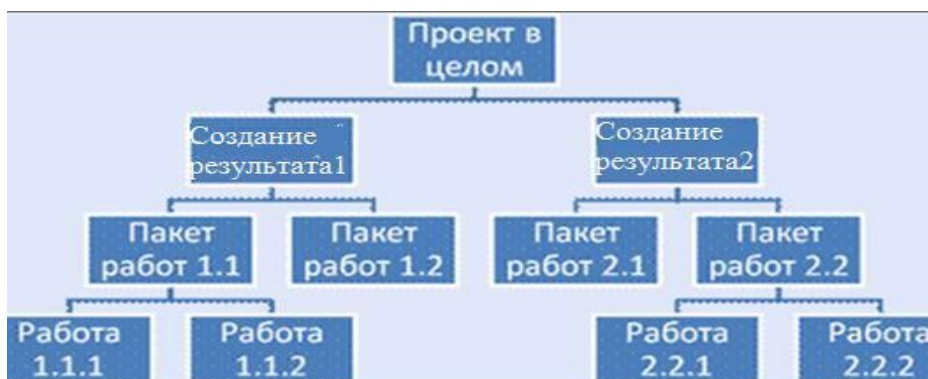 Проект в
целом
Создание
результата1
Создание
результата2
Пакет
работ 1.1
Пакет
работ 1.2
Пакет
работ 2.1
Пакет
работ 2.2
Работа
1.1.1
Работа
1.1.2
Работа
2.2.1
Работа
2.2.2